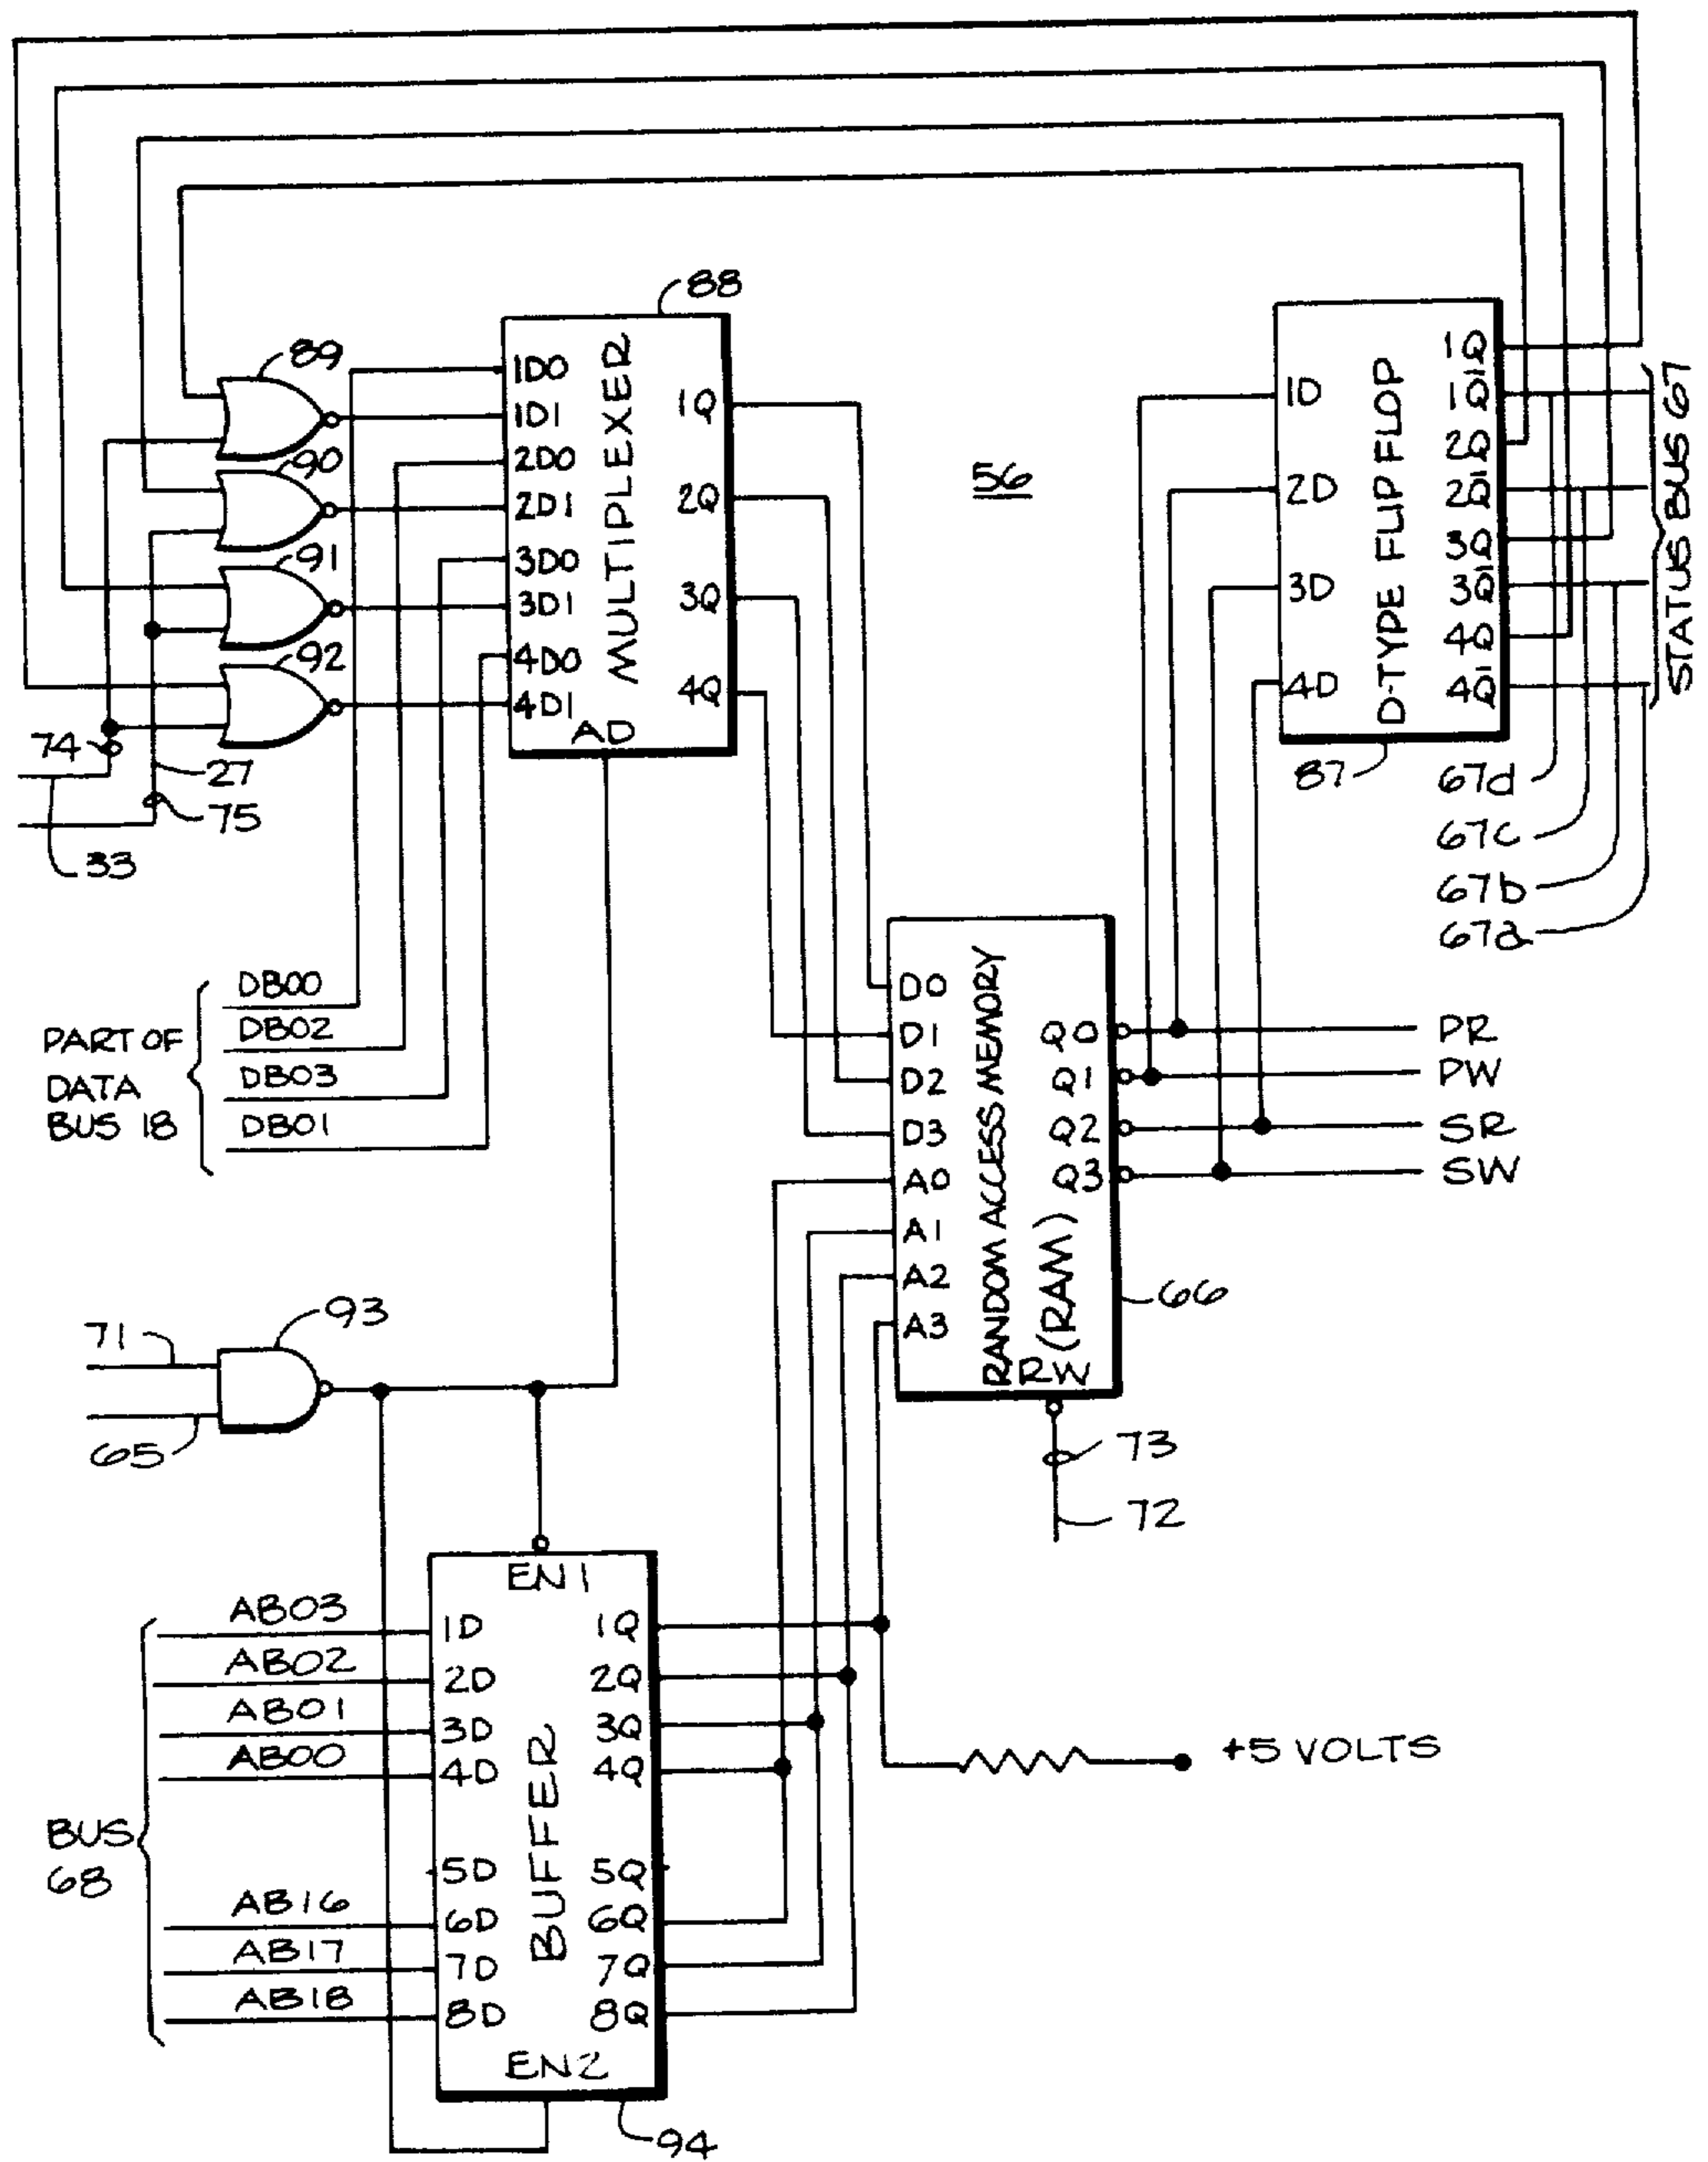 88
89
1D0
1D1
90
2D0
2D1
91
3D0
3D1
92
4D0
4D1
AD
MULTIPLEXER
1Q
2Q
3Q
4Q
56
1D
2D
3D
4D
D-TYPE FLIP FLOP
1Q
1Q̄
2Q
2Q̄
3Q
3Q̄
4Q
4Q̄
STATUS BUS 67
87
67d
67c
67b
67a
74
27
75
33
PART OF
DATA
BUS 18
DB00
DB02
DB03
DB01
D0
D1
D2
D3
A0
A1
A2
A3
RANDOM ACCESS MEMORY
(RAM)
RW
Q0
Q1
Q2
Q3
PR
PW
SR
SW
66
73
72
71
93
65
EN1
AB03
AB02
AB01
AB00
AB16
AB17
AB18
BUS
68
1D
2D
3D
4D
5D
6D
7D
8D
BUFFER
1Q
2Q
3Q
4Q
5Q
6Q
7Q
8Q
EN2
94
+5 VOLTS